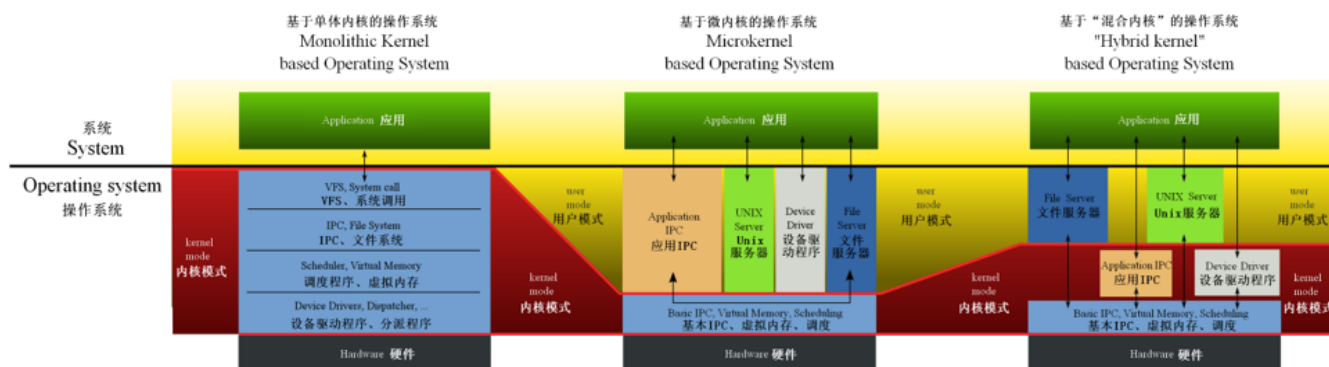 基于单体内核的操作系统
Monolithic Kernel
based Operating System
基于微内核的操作系统
Microkernel
based Operating System
基于“混合内核”的操作系统
"Hybrid kernel"
based Operating System
系统
System
Operating system
操作系统
Application 应用
VFS, System call
VFS、系统调用
IPC, File System
IPC、文件系统
Scheduler, Virtual Memory
调度程序、虚拟内存
Device Drivers, Dispatcher, ...
设备驱动程序、分派程序
Hardware 硬件
kernel
mode
内核模式
kernel
mode
内核模式
user
mode
用户模式
Application 应用
Application
IPC
应用IPC
UNIX
Server
Unix
服务器
Device
Driver
设备驱
动程序
File
Server
文件
服务器
Basic IPC, Virtual Memory, Scheduling
基本IPC、虚拟内存、调度
Hardware 硬件
user
mode
用户模式
kernel
mode
内核模式
Application 应用
File Server
文件服务器
UNIX Server
Unix服务器
Application IPC
应用IPC
Device Driver
设备驱动程序
Basic IPC, Virtual Memory, Scheduling
基本IPC、虚拟内存、调度
Hardware 硬件
user
mode
用户模式
kernel
mode
内核模式